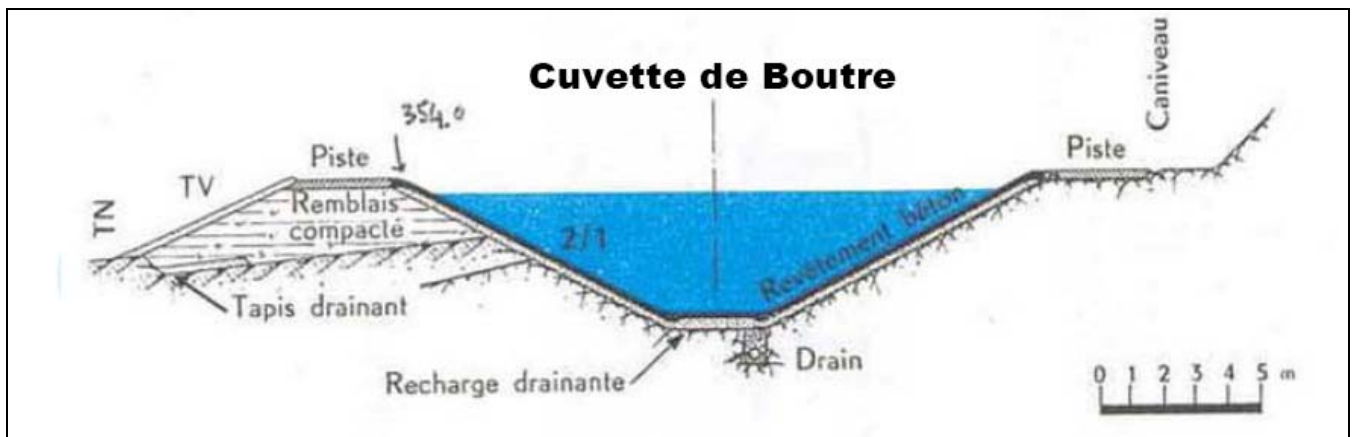 Cuvette de Boutre
354.0
Piste
TV
TN
Remblais
compacté
2/1
Revêtement béton
Piste
Caniveau
Tapis drainant
Recharge drainante
Drain
0 1 2 3 4 5 m